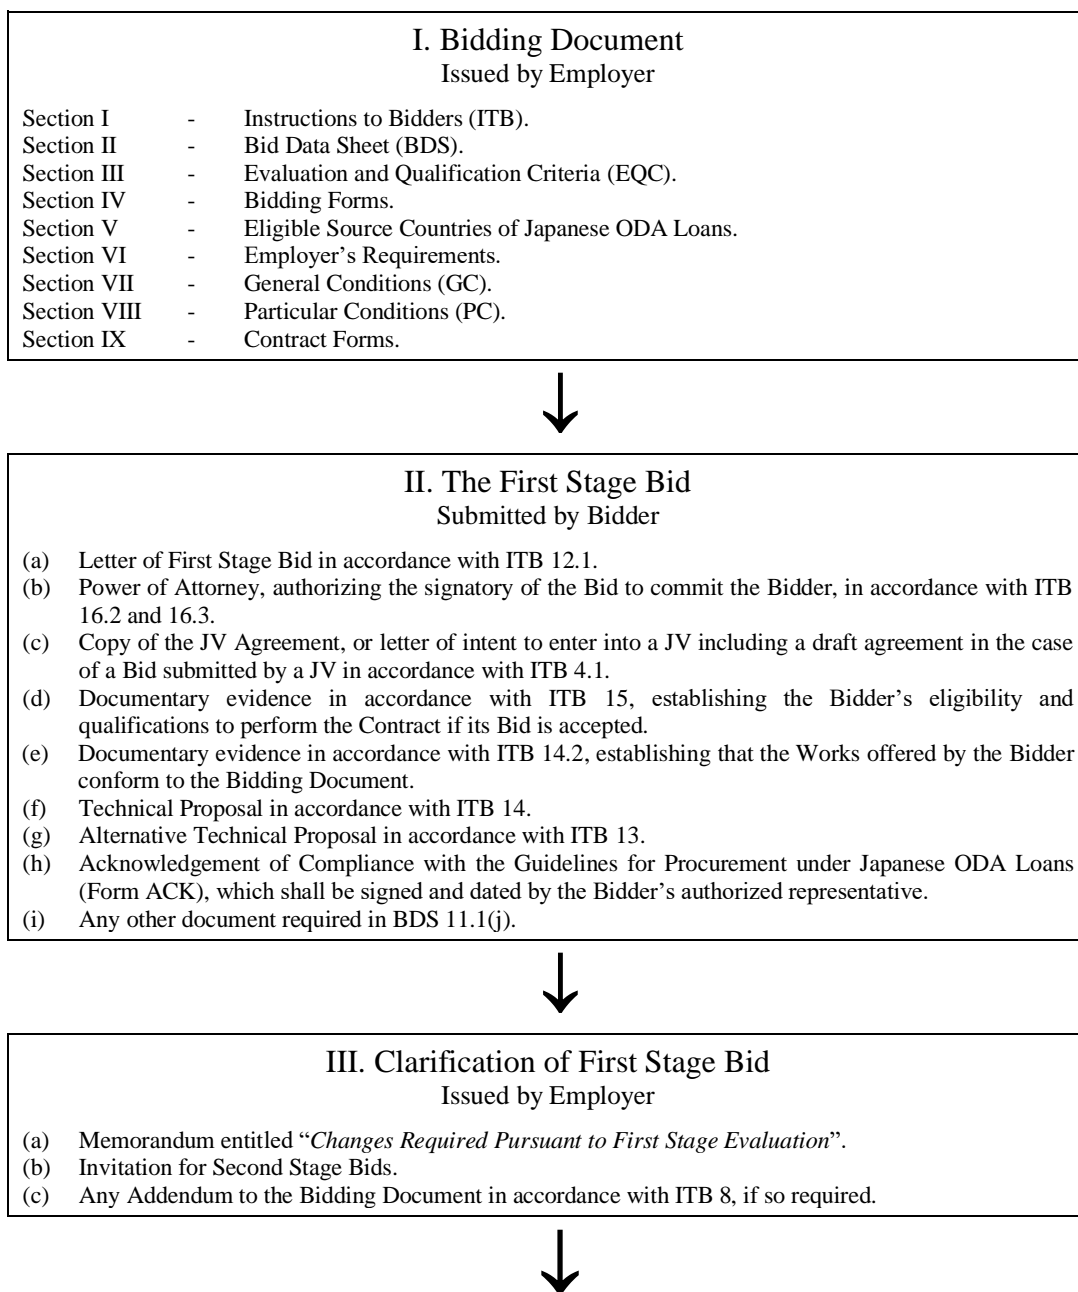 I. Bidding Document
Issued by Employer
Section I - Instructions to Bidders (ITB).
Section II - Bid Data Sheet (BDS).
Section III - Evaluation and Qualification Criteria (EQC).
Section IV - Bidding Forms.
Section V - Eligible Source Countries of Japanese ODA Loans.
Section VI - Employer’s Requirements.
Section VII - General Conditions (GC).
Section VIII - Particular Conditions (PC).
Section IX - Contract Forms.
II. The First Stage Bid
Submitted by Bidder
(a) Letter of First Stage Bid in accordance with ITB 12.1.
(b) Power of Attorney, authorizing the signatory of the Bid to commit the Bidder, in accordance with ITB
16.2 and 16.3.
(c) Copy of the JV Agreement, or letter of intent to enter into a JV including a draft agreement in the case
of a Bid submitted by a JV in accordance with ITB 4.1.
(d) Documentary evidence in accordance with ITB 15, establishing the Bidder’s eligibility and
qualifications to perform the Contract if its Bid is accepted.
(e) Documentary evidence in accordance with ITB 14.2, establishing that the Works offered by the Bidder
conform to the Bidding Document.
(f) Technical Proposal in accordance with ITB 14.
(g) Alternative Technical Proposal in accordance with ITB 13.
(h) Acknowledgement of Compliance with the Guidelines for Procurement under Japanese ODA Loans
(Form ACK), which shall be signed and dated by the Bidder’s authorized representative.
(i) Any other document required in BDS 11.1(j).
III. Clarification of First Stage Bid
Issued by Employer
(a) Memorandum entitled “Changes Required Pursuant to First Stage Evaluation”.
(b) Invitation for Second Stage Bids.
(c) Any Addendum to the Bidding Document in accordance with ITB 8, if so required.